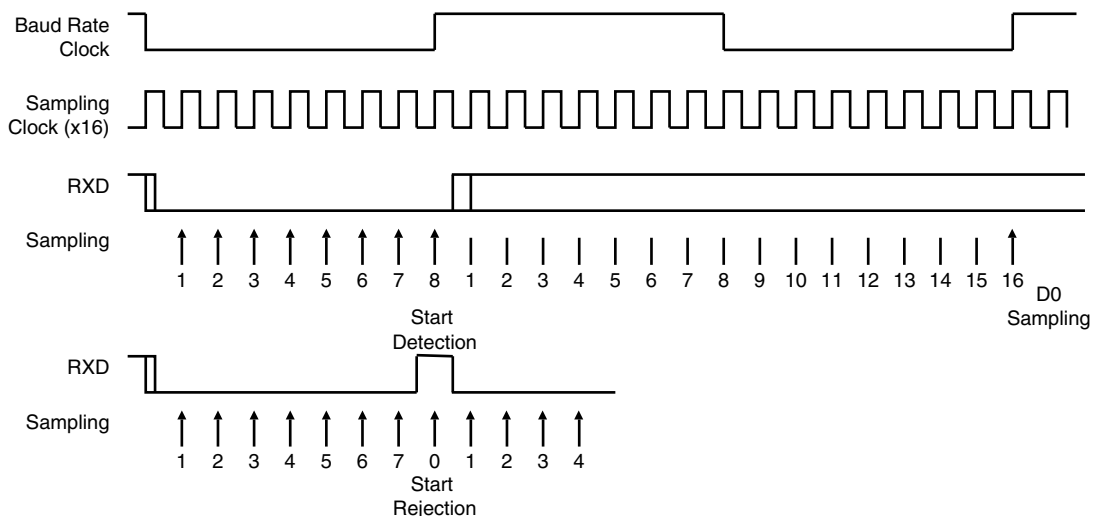 Baud Rate
Clock
Sampling
Clock (x16)
RXD
Sampling
1 2 3 4 5 6 7 8 1 2 3 4 5 6 7 8 9 10 11 12 13 14 15 16
D0
Sampling
Start
Detection
RXD
Sampling
1 2 3 4 5 6 7 0 1 2 3 4
Start
Rejection